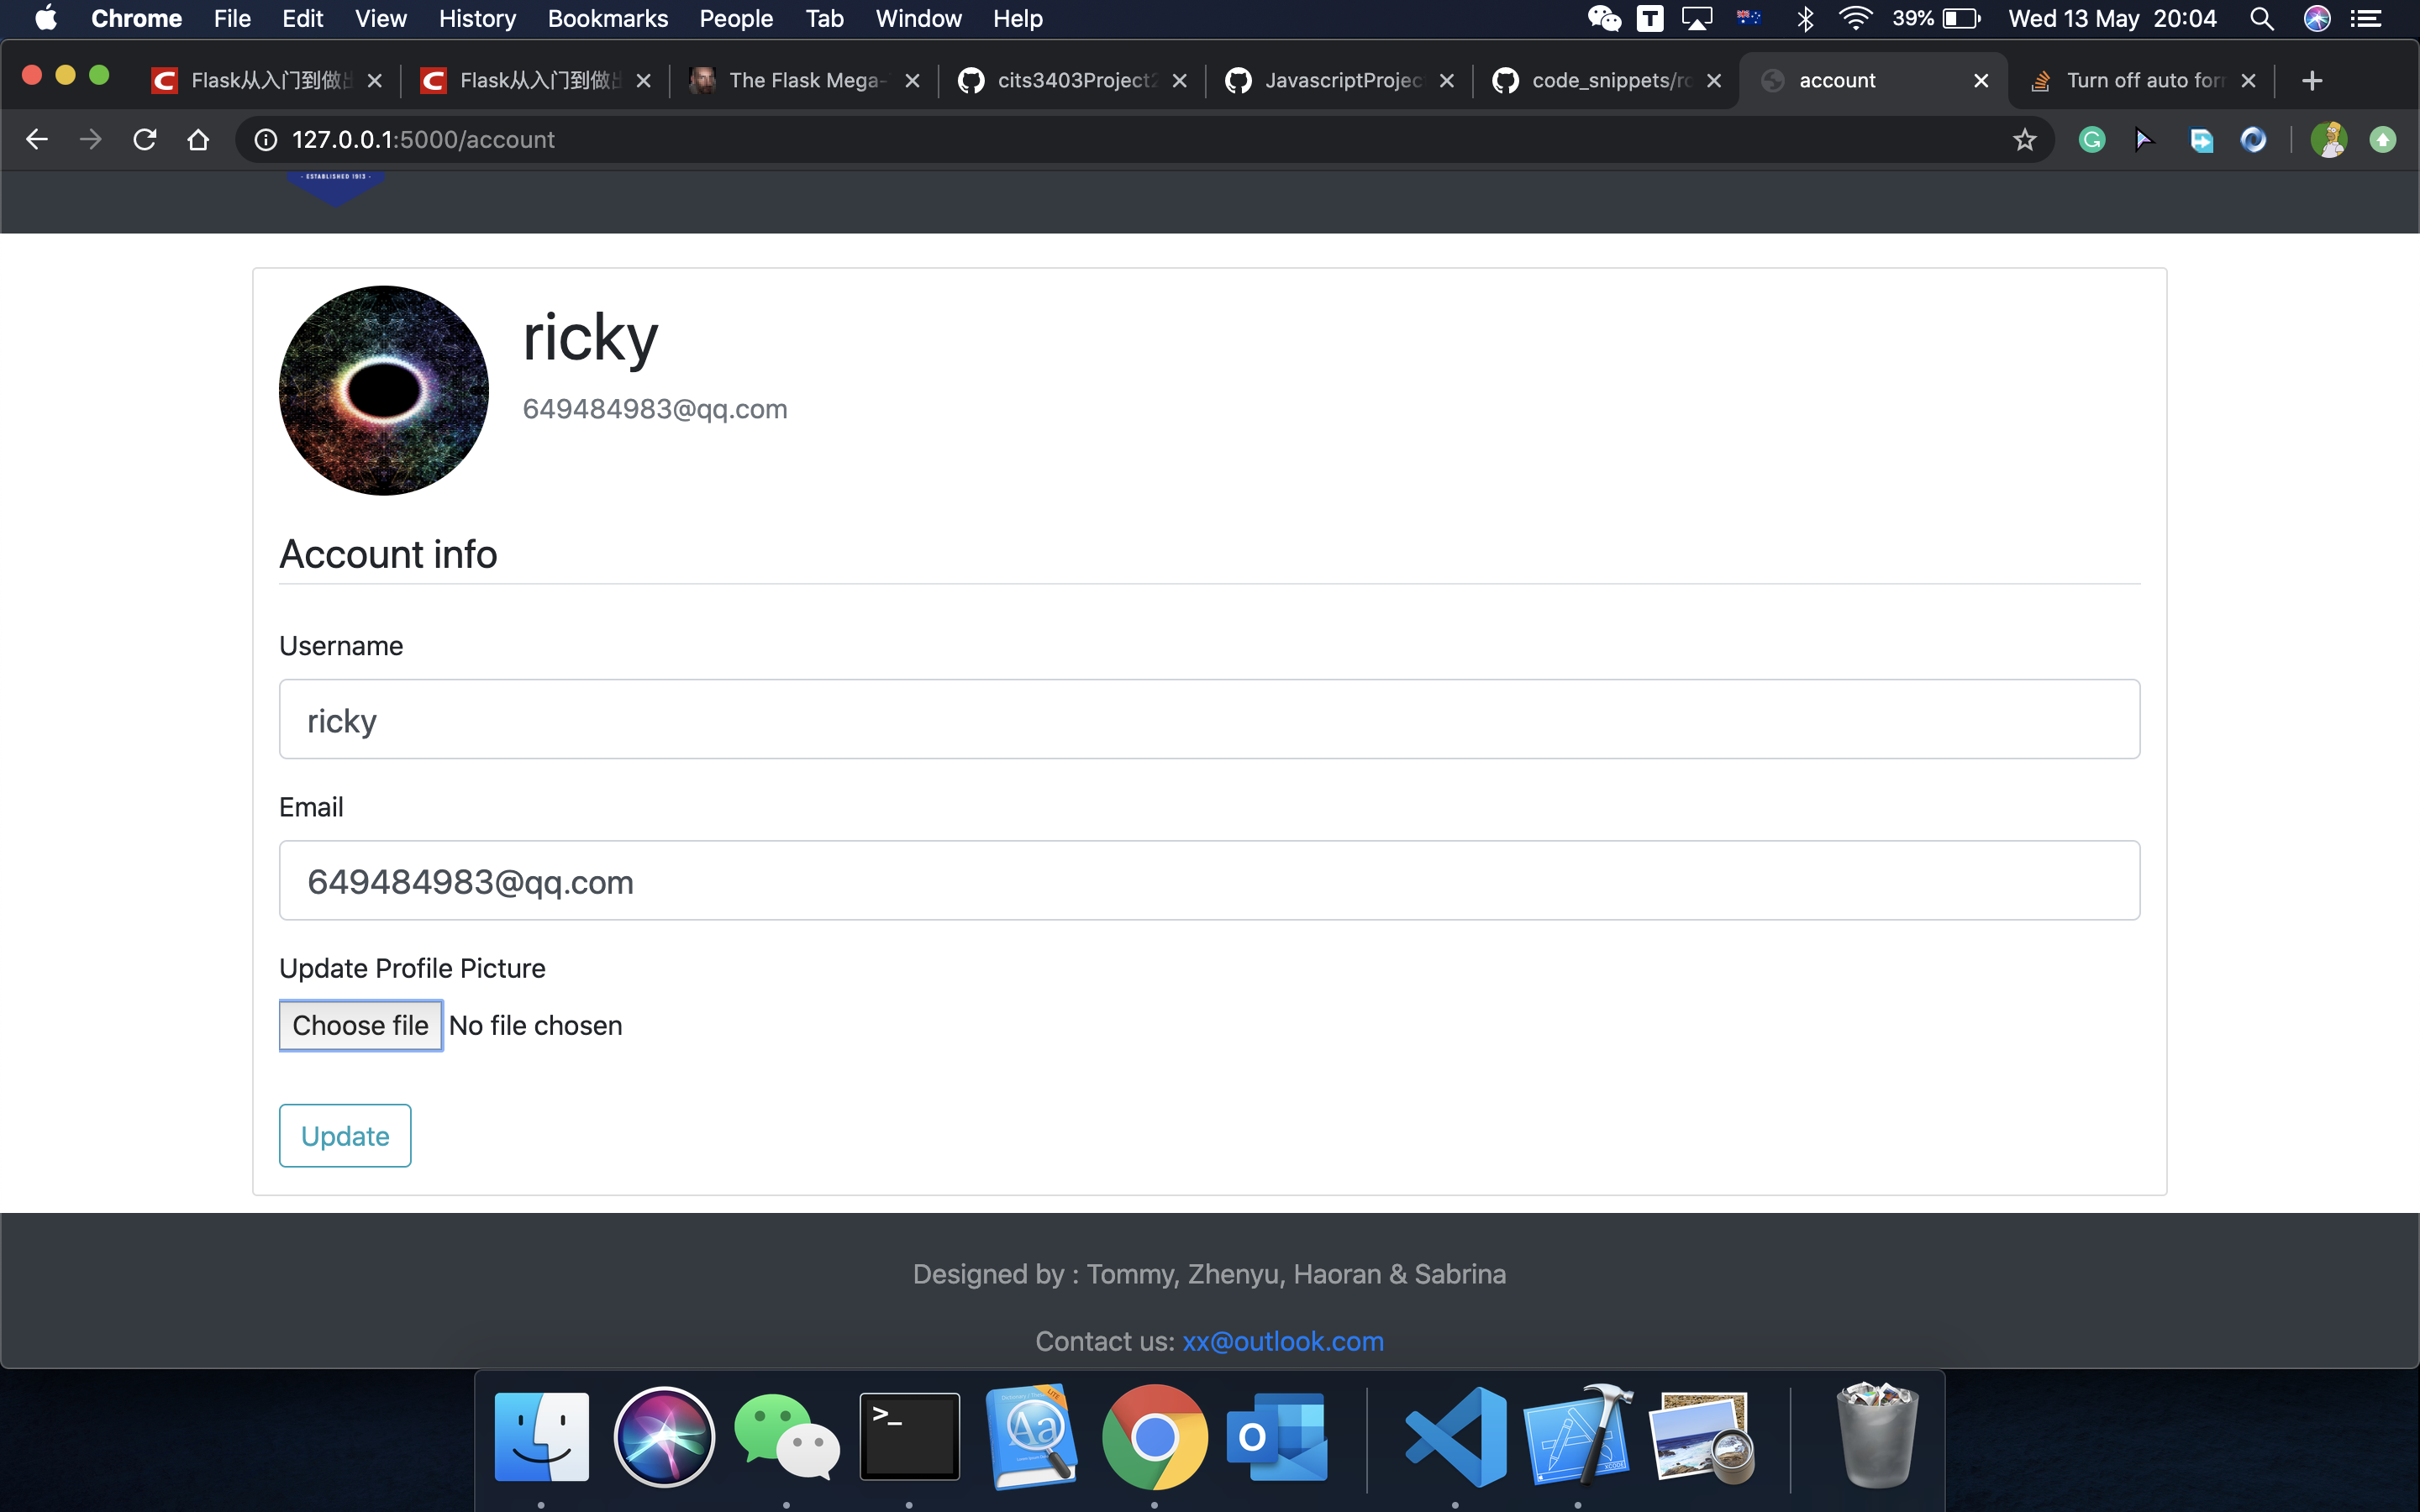 Chrome File Edit View History Bookmarks People Tab Window Help 39% Wed 13 May 20:04
Flask从入门到做出 Flask从入门到做出 The Flask Mega- cits3403Project2 JavascriptProjec code_snippets/ro account Turn off auto forr
127.0.0.1:5000/account
- ESTABLISHED 1913 -
ricky
649484983@qq.com
Account info
Username
ricky
Email
649484983@qq.com
Update Profile Picture
Choose file No file chosen
Update
Designed by : Tommy, Zhenyu, Haoran & Sabrina
Contact us: xx@outlook.com